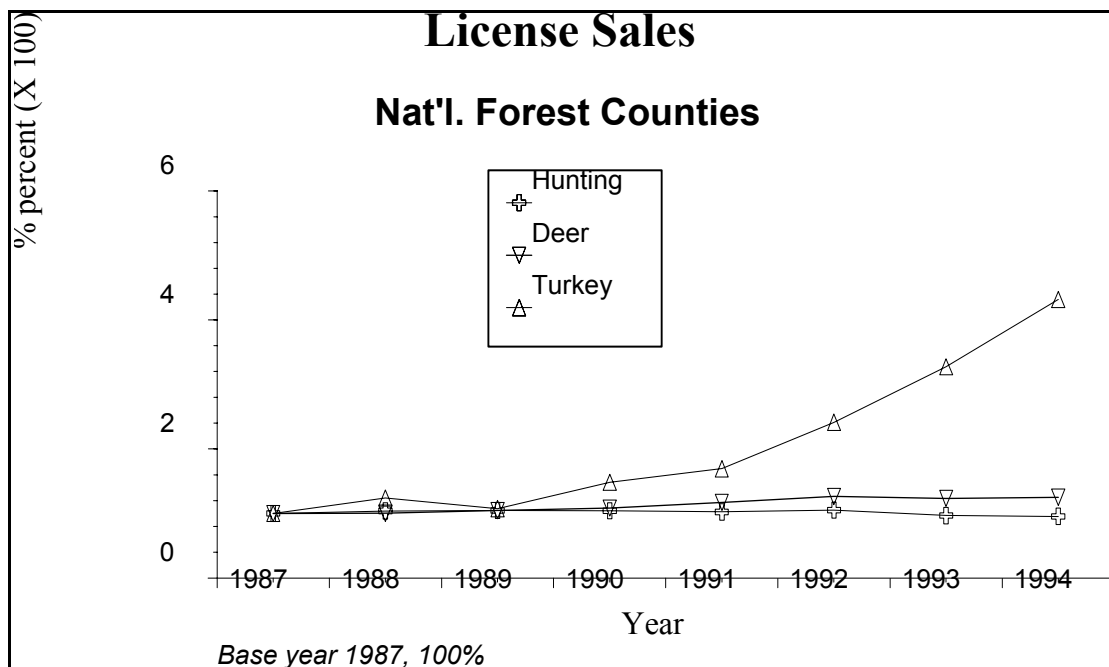 License Sales
% percent (X 100)
Nat'l. Forest Counties
6
4
2
0
Hunting
Deer
Turkey
1987 1988 1989 1990 1991 1992 1993 1994
Year
Base year 1987, 100%